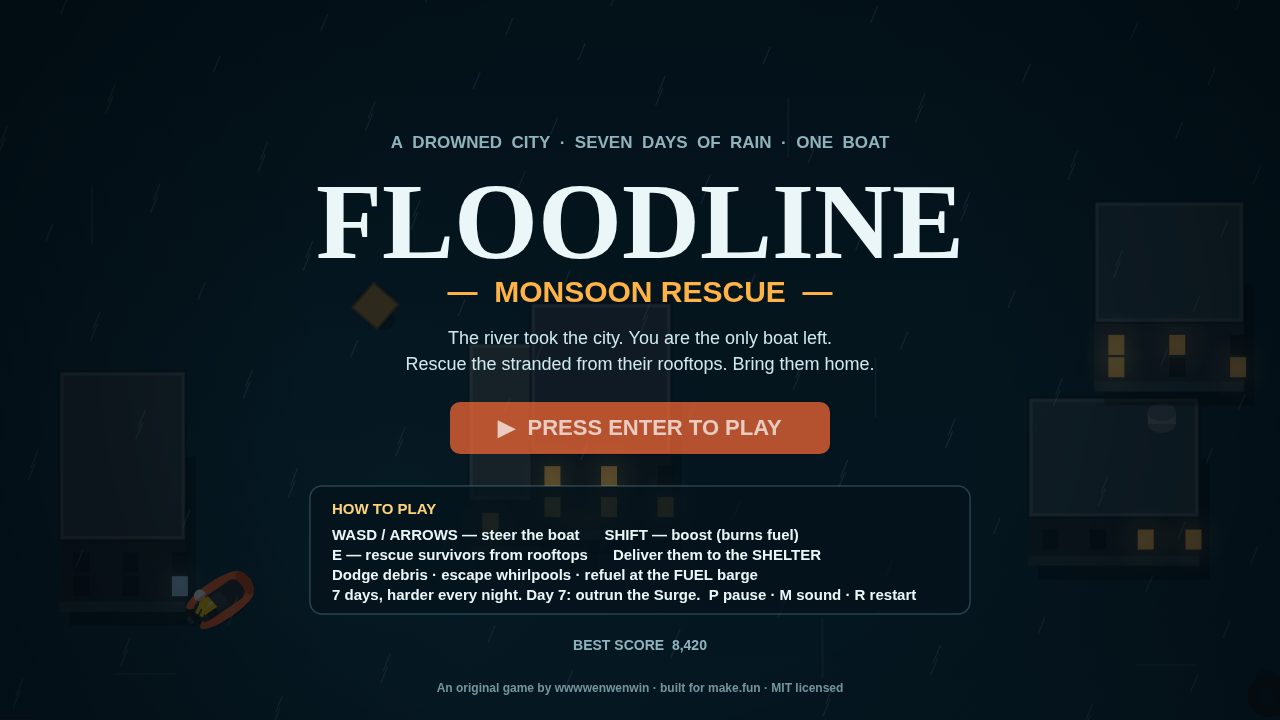 A DROWNED CITY · SEVEN DAYS OF RAIN · ONE BOAT
FLOODLINE
— MONSOON RESCUE —
The river took the city. You are the only boat left.
Rescue the stranded from their rooftops. Bring them home.
▶ PRESS ENTER TO PLAY
HOW TO PLAY
WASD / ARROWS — steer the boat SHIFT — boost (burns fuel)
E — rescue survivors from rooftops Deliver them to the SHELTER
Dodge debris · escape whirlpools · refuel at the FUEL barge
7 days, harder every night. Day 7: outrun the Surge. P pause · M sound · R restart
BEST SCORE 8,420
An original game by wwwwenwenwin · built for make.fun · MIT licensed